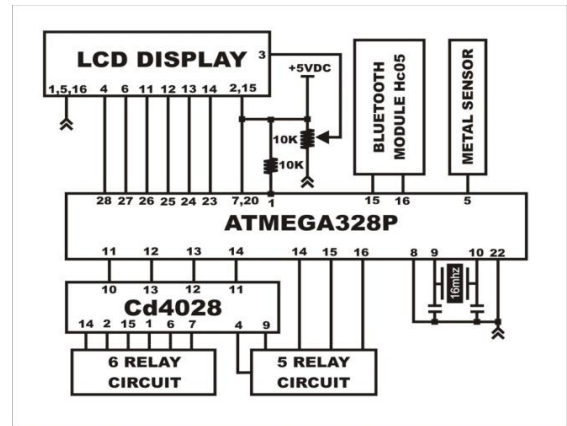 LCD DISPLAY
3
1,5,16 4 6 11 12 13 14 2,15
+5VDC
10K
10K
BLUETOOTH
MODULE Hc05
METAL SENSOR
28 27 26 25 24 23 7,20 1 15 16 5
ATMEGA328P
11 12 13 14 14 15 16 8 9 10 22
16mhz
10 13 12 11
Cd4028
14 2 15 1 6 7 4 9
6 RELAY
CIRCUIT
5 RELAY
CIRCUIT